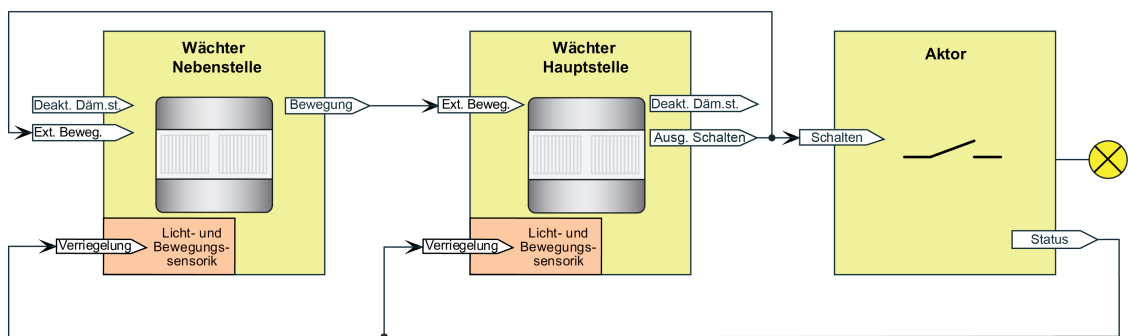 Wächter
Nebenstelle
Deakt. Däm.st.
Ext. Beweg.
Bewegung
Verriegelung
Licht- und
Bewegungs-
sensorik
Wächter
Hauptstelle
Ext. Beweg.
Deakt. Däm.st.
Ausg. Schalten
Verriegelung
Licht- und
Bewegungs-
sensorik
Aktor
Schalten
Status